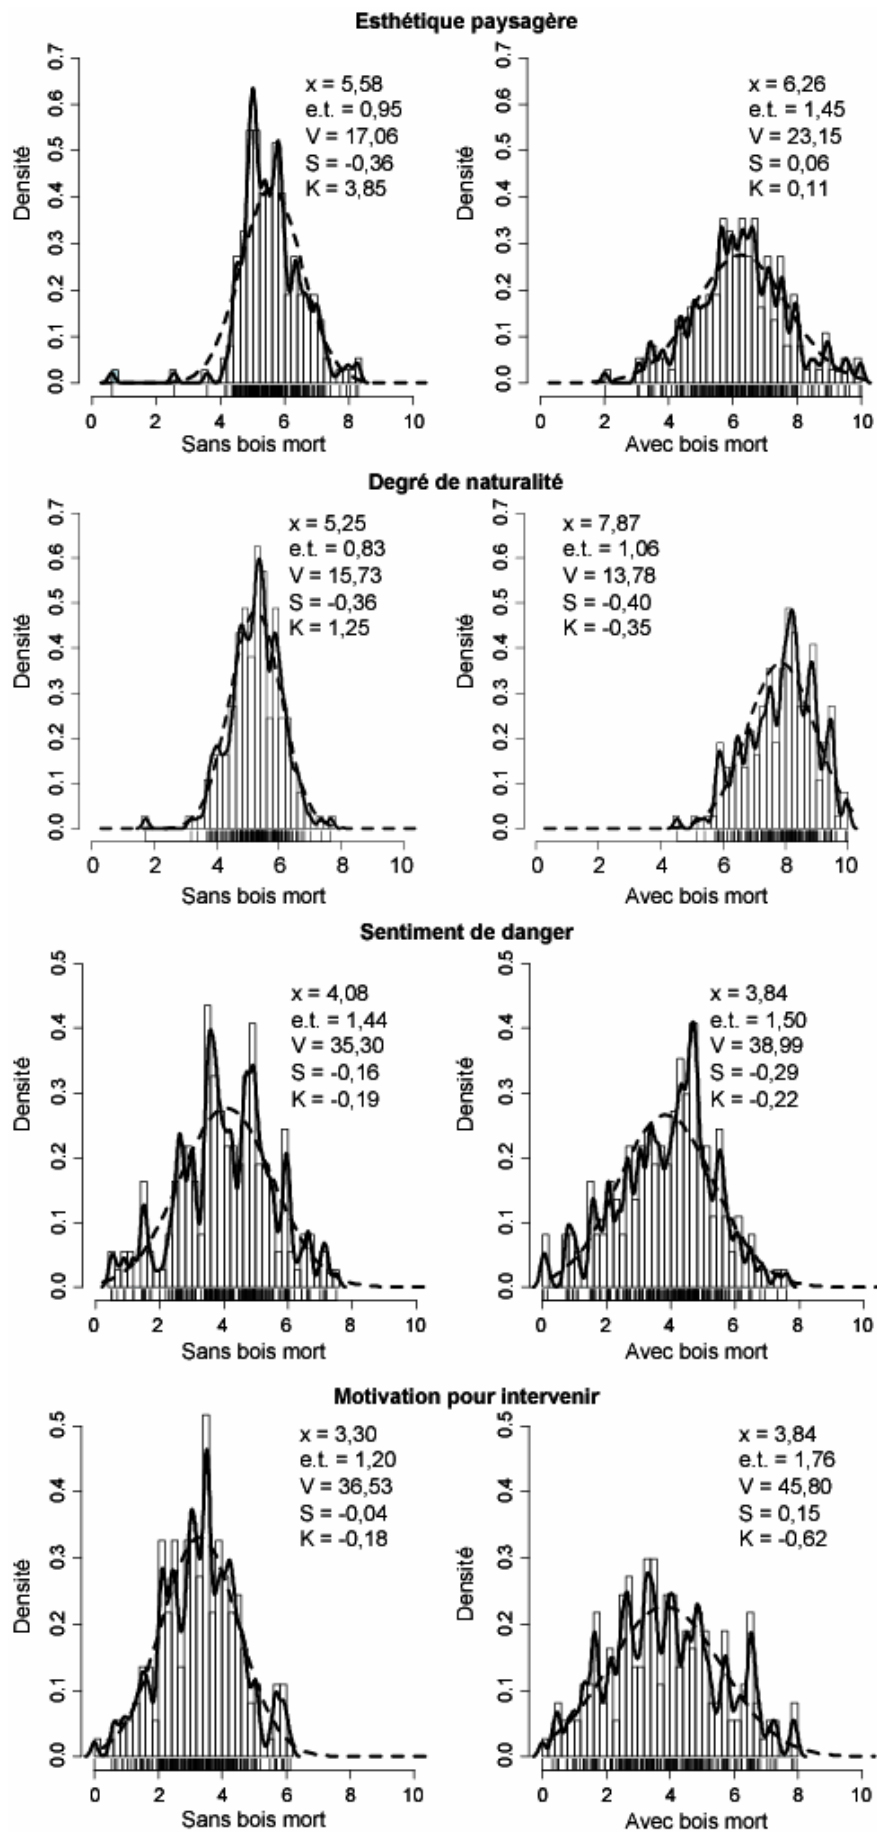 Esthétique paysagère
Densité
0.0 0.1 0.2 0.3 0.4 0.5 0.6 0.7
x = 5,58
e.t. = 0,95
V = 17,06
S = -0,36
K = 3,85
0 2 4 6 8 10
Sans bois mort
Densité
0.0 0.1 0.2 0.3 0.4 0.5 0.6 0.7
x = 6,26
e.t. = 1,45
V = 23,15
S = 0,06
K = 0,11
0 2 4 6 8 10
Avec bois mort
Degré de naturalité
Densité
0.0 0.1 0.2 0.3 0.4 0.5 0.6 0.7
x = 5,25
e.t. = 0,83
V = 15,73
S = -0,36
K = 1,25
0 2 4 6 8 10
Sans bois mort
Densité
0.0 0.1 0.2 0.3 0.4 0.5 0.6 0.7
x = 7,87
e.t. = 1,06
V = 13,78
S = -0,40
K = -0,35
0 2 4 6 8 10
Avec bois mort
Sentiment de danger
Densité
0.0 0.1 0.2 0.3 0.4 0.5
x = 4,08
e.t. = 1,44
V = 35,30
S = -0,16
K = -0,19
0 2 4 6 8 10
Sans bois mort
Densité
0.0 0.1 0.2 0.3 0.4 0.5
x = 3,84
e.t. = 1,50
V = 38,99
S = -0,29
K = -0,22
0 2 4 6 8 10
Avec bois mort
Motivation pour intervenir
Densité
0.0 0.1 0.2 0.3 0.4 0.5
x = 3,30
e.t. = 1,20
V = 36,53
S = -0,04
K = -0,18
0 2 4 6 8 10
Sans bois mort
Densité
0.0 0.1 0.2 0.3 0.4 0.5
x = 3,84
e.t. = 1,76
V = 45,80
S = 0,15
K = -0,62
0 2 4 6 8 10
Avec bois mort